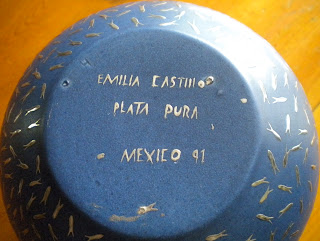 EMILIA CASTILLO
PLATA PURA
MEXICO 91